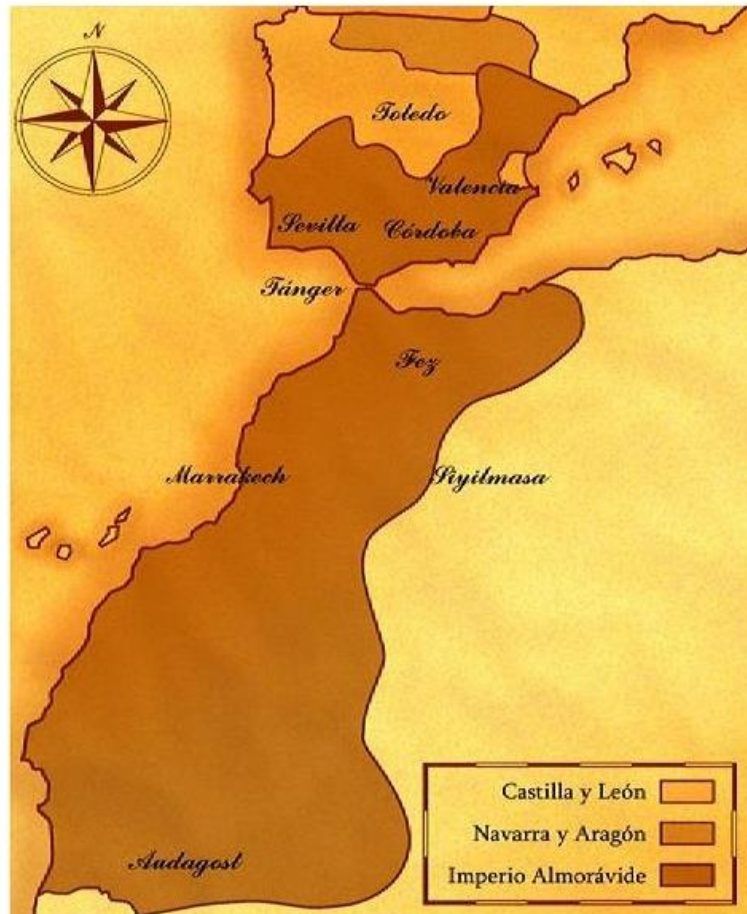 N
Toledo
Valencia
Sevilla
Córdoba
Tánger
Fez
Marrakech
Siyilmasa
Audagost
Castilla y León
Navarra y Aragón
Imperio Almorávide